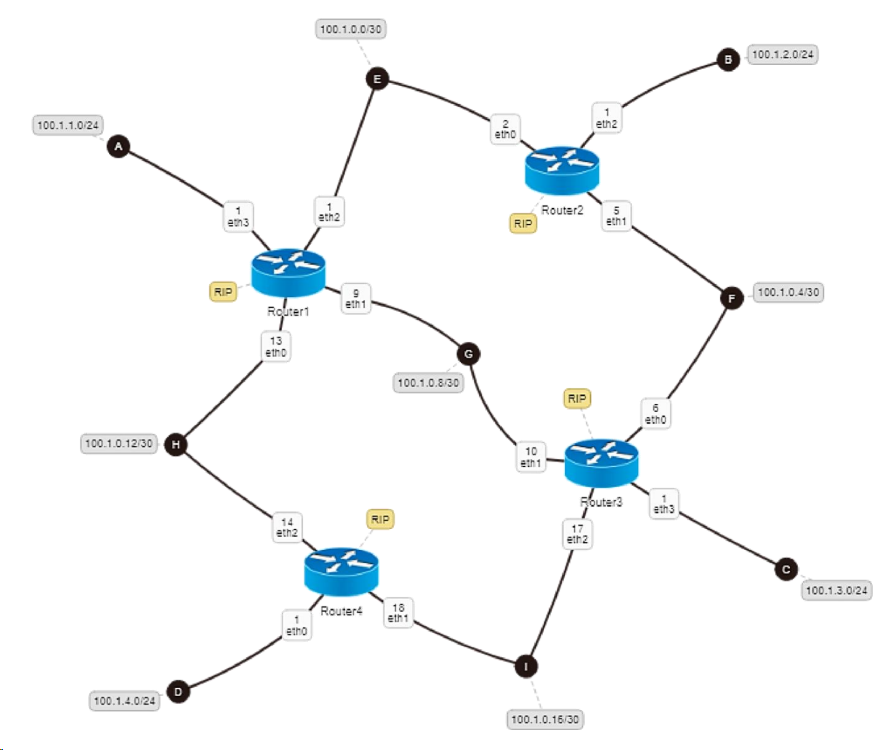 100.1.0.0/30
E
B
100.1.2.0/24
100.1.1.0/24
A
2
eth0
1
eth2
1
eth3
1
eth2
Router2
RIP
5
eth1
RIP
Router1
9
eth1
F
100.1.0.4/30
13
eth0
G
100.1.0.8/30
RIP
6
eth0
100.1.0.12/30
H
10
eth1
Router3
1
eth3
14
eth2
RIP
17
eth2
C
100.1.3.0/24
Router4
1
eth0
18
eth1
I
D
100.1.4.0/24
100.1.0.16/30